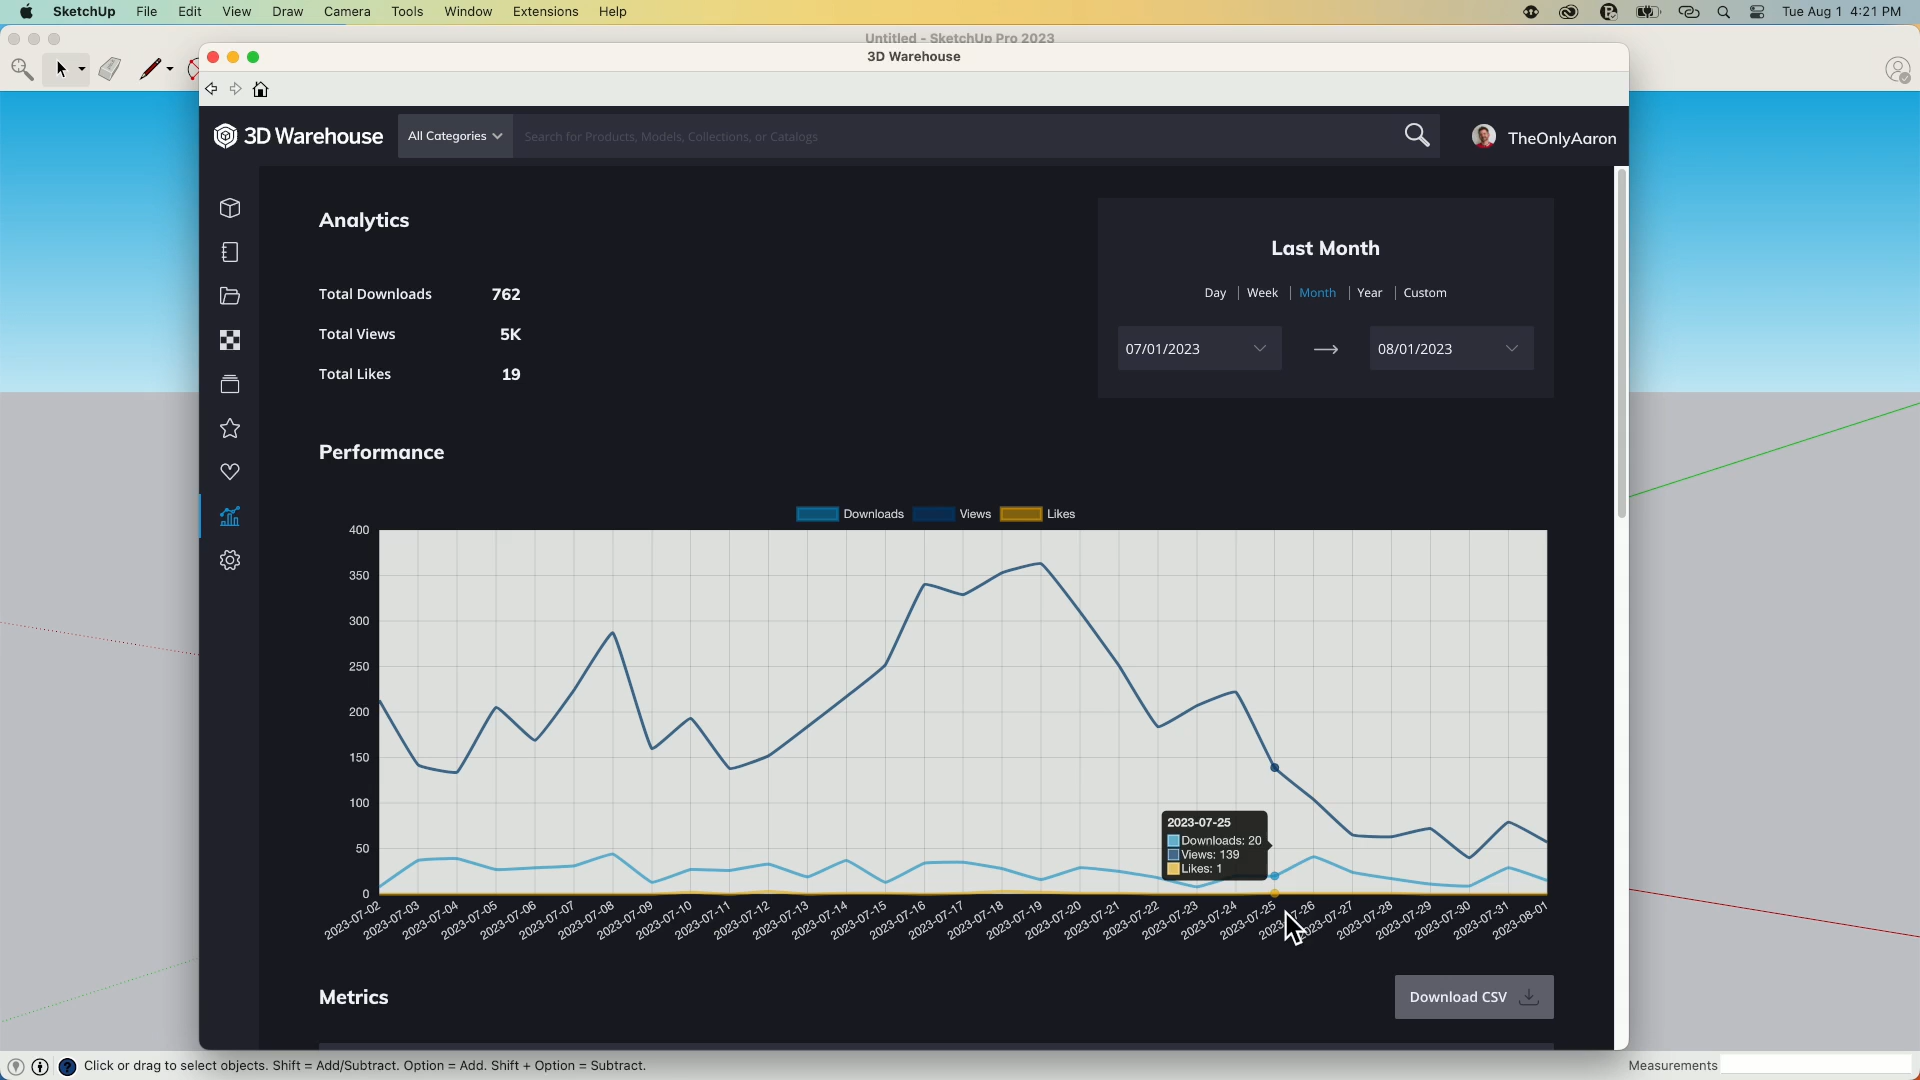 SketchUp File Edit View Draw Camera Tools Window Extensions Help Tue Aug 1 4:21 PM
Untitled - SketchUp Pro 2023
3D Warehouse
3D Warehouse All Categories Search for Products, Models, Collections, or Catalogs TheOnlyAaron
Analytics
Total Downloads 762
Total Views 5K
Total Likes 19
Last Month
Day | Week | Month | Year | Custom
07/01/2023 → 08/01/2023
Performance
Downloads Views Likes
400
350
300
250
200
150
100
50
0
2023-07-25
Downloads: 20
Views: 139
Likes: 1
2023-07-02 2023-07-03 2023-07-04 2023-07-05 2023-07-06 2023-07-07 2023-07-08 2023-07-09 2023-07-10 2023-07-11 2023-07-12 2023-07-13 2023-07-14 2023-07-15 2023-07-16 2023-07-17 2023-07-18 2023-07-19 2023-07-20 2023-07-21 2023-07-22 2023-07-23 2023-07-24 2023-07-25 2023-07-26 2023-07-27 2023-07-28 2023-07-29 2023-07-30 2023-07-31 2023-08-01
Metrics
Download CSV
Click or drag to select objects. Shift = Add/Subtract. Option = Add. Shift + Option = Subtract.
Measurements